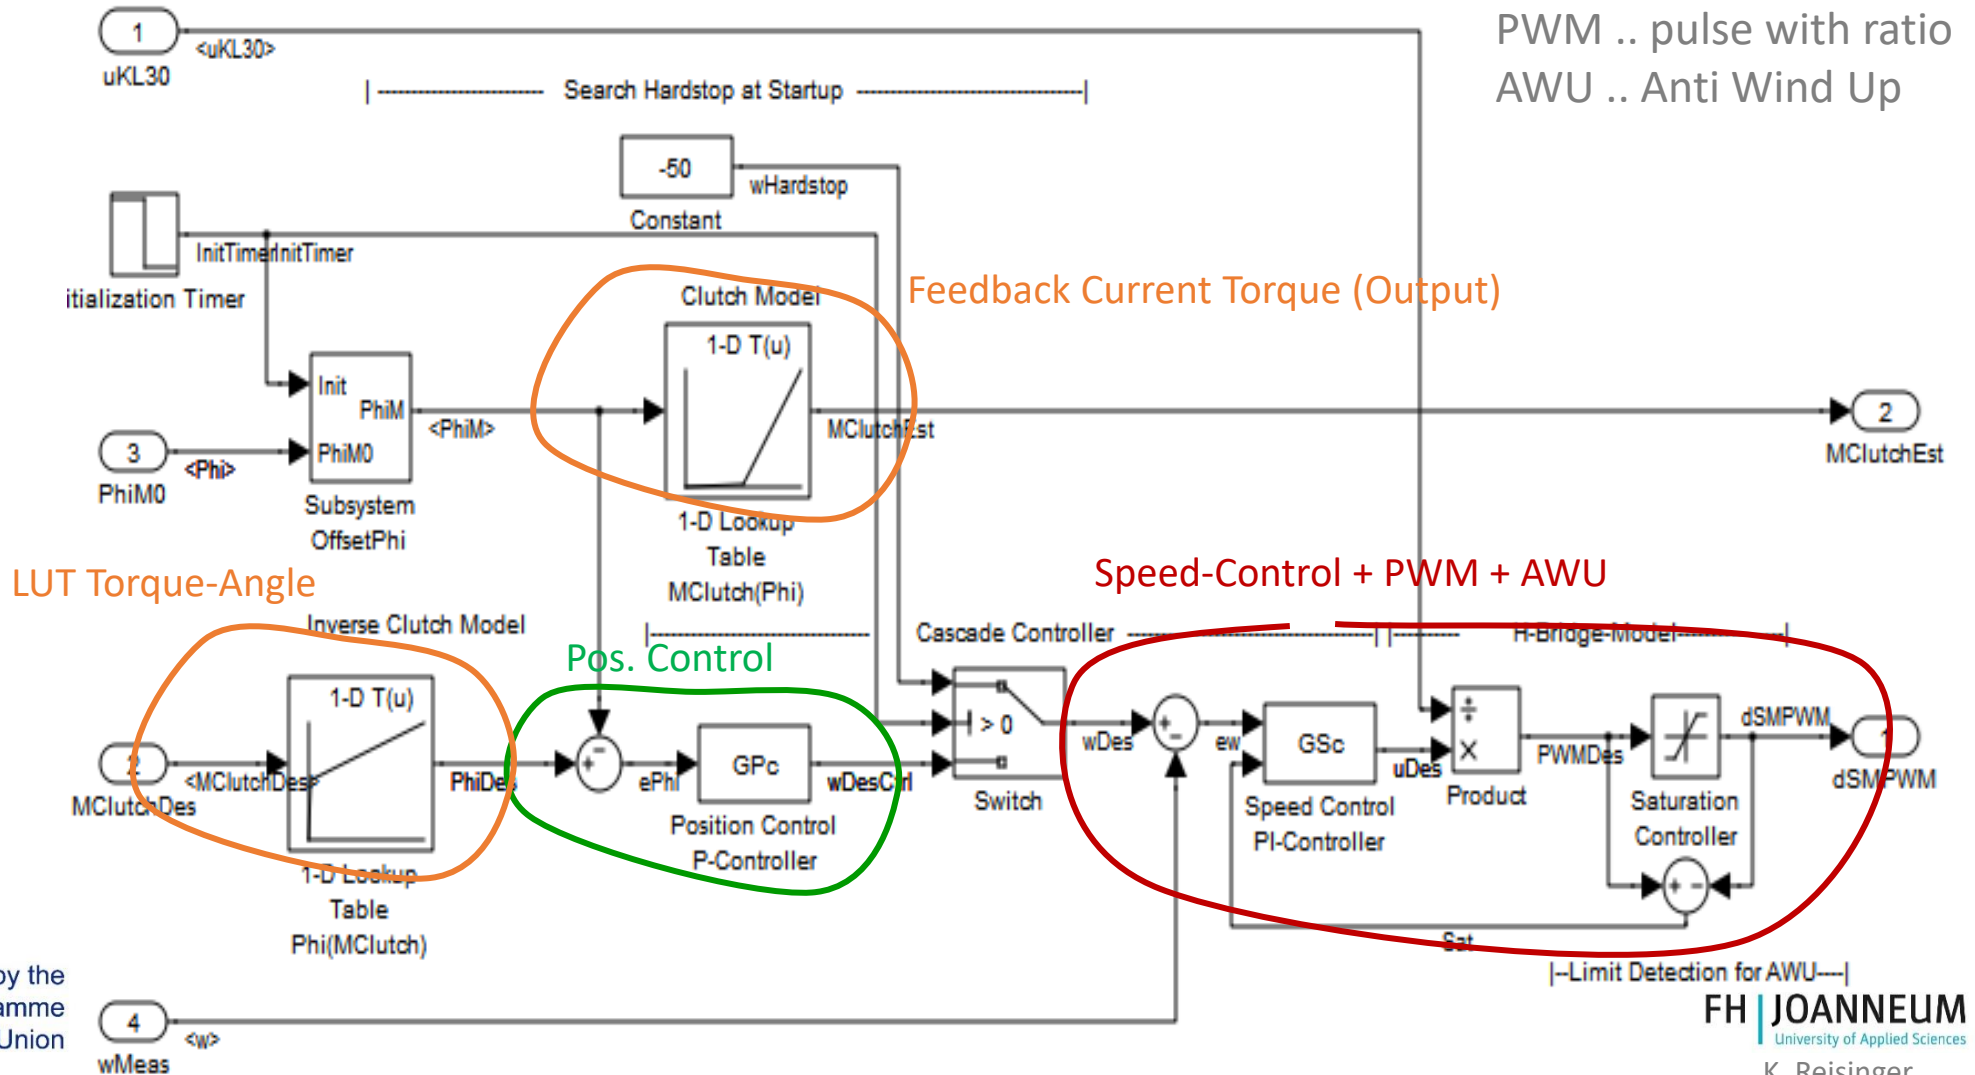 PWM .. pulse with ratio
AWU .. Anti Wind Up
1
<uKL30>
uKL30
|------------------------ Search Hardstop at Startup --------------------------------|
-50
wHardstop
Constant
InitTimer
InitTimer
itialization Timer
Clutch Model
Feedback Current Torque (Output)
1-D T(u)
Init
PhiM
PhiM0
<PhiM>
MClutchEst
2
MClutchEst
3
<Phi>
PhiM0
Subsystem
OffsetPhi
1-D Lookup
Table
MClutch(Phi)
LUT Torque-Angle
Speed-Control + PWM + AWU
Inverse Clutch Model
|------------------------------- Cascade Controller -----------------------------------||--------- H-Bridge-Model---------------|
Pos. Control
1-D T(u)
> 0
wDes
+
-
ew
GSc
uDes
÷
×
PWMDes
dSMPWM
1
dSMPWM
2
<MClutchDes>
MClutchDes
PhiDes
-
+
ePhi
GPc
wDesCtrl
Switch
Speed Control
PI-Controller
Product
Saturation
Controller
Position Control
P-Controller
1-D Lookup
Table
Phi(MClutch)
+ -
Sat
|--Limit Detection for AWU----|
by the
amme
Union
4
<w>
wMeas
FH | JOANNEUM
University of Applied Sciences
K. Reisinger